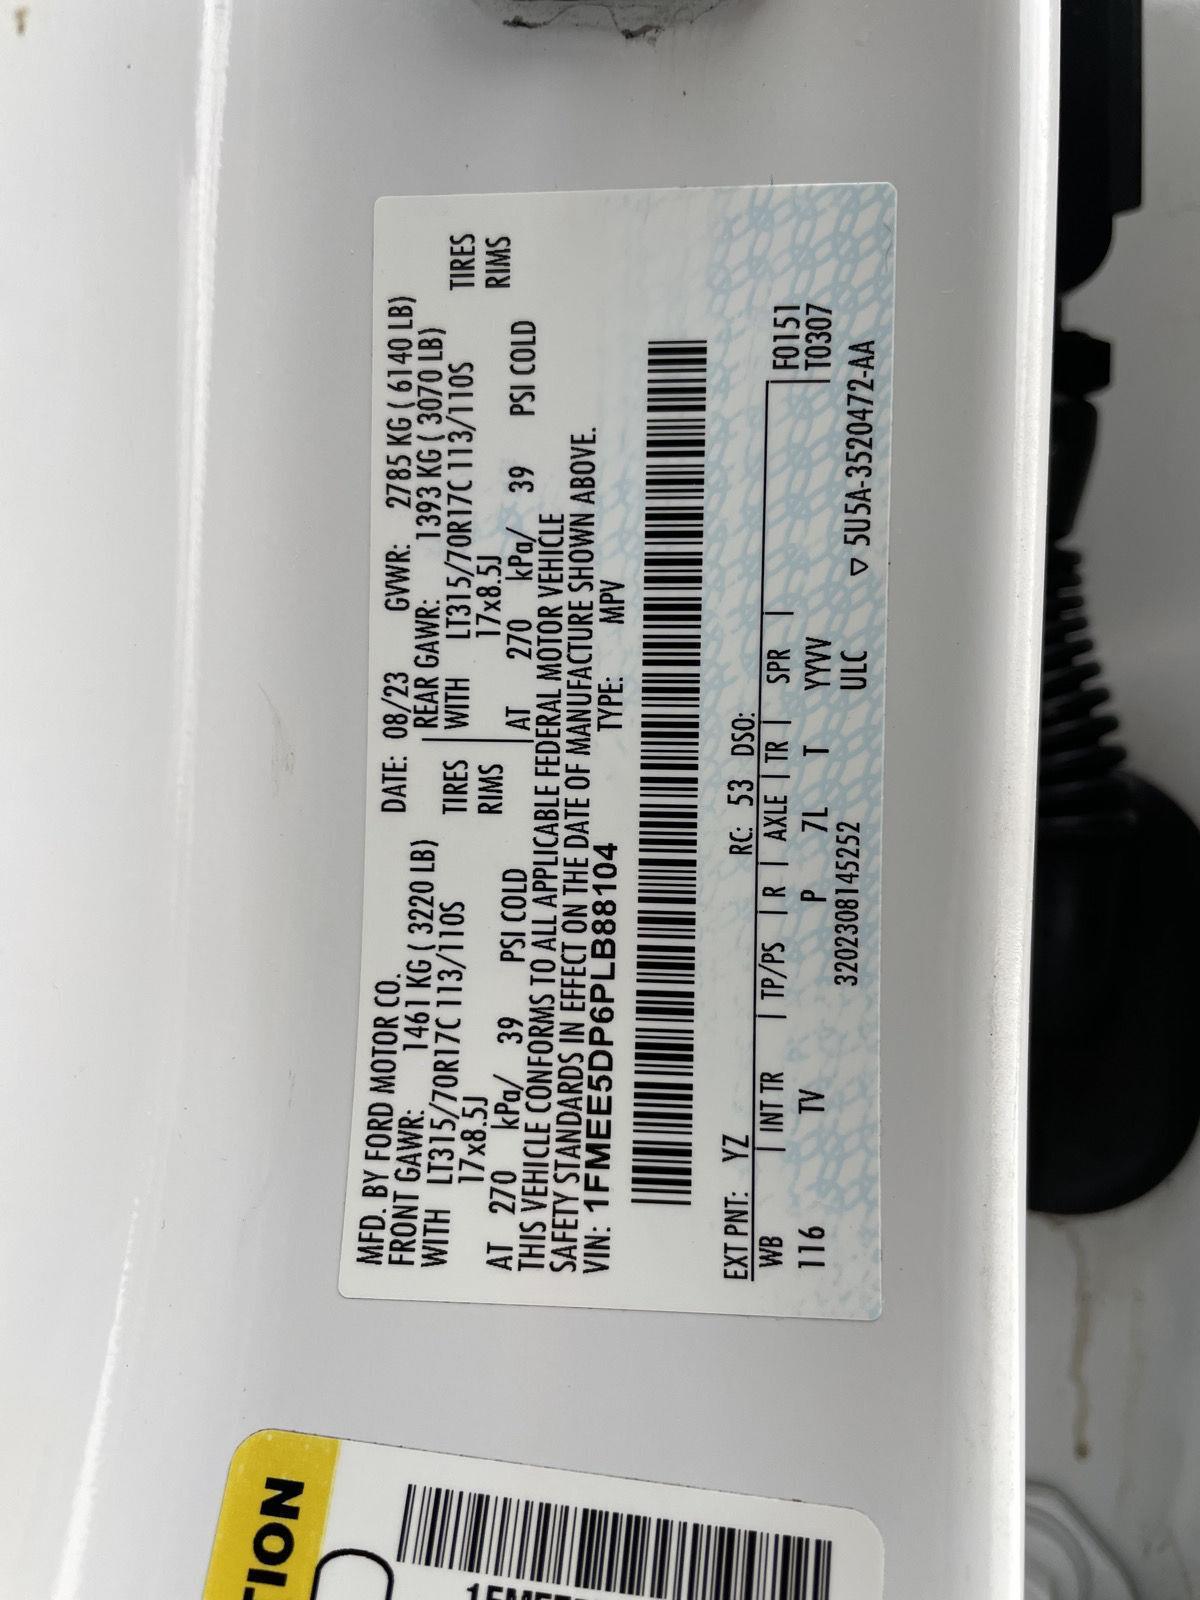 MFD. BY FORD MOTOR CO. DATE: 08/23 GVWR: 2785 KG ( 6140 LB)
FRONT GAWR: 1461 KG ( 3220 LB) REAR GAWR: 1393 KG ( 3070 LB)
WITH LT315/70R17C 113/110S TIRES WITH LT315/70R17C 113/110S TIRES
17x8.5J RIMS 17x8.5J RIMS
AT 270 kPa/ 39 PSI COLD AT 270 kPa/ 39 PSI COLD
THIS VEHICLE CONFORMS TO ALL APPLICABLE FEDERAL MOTOR VEHICLE
SAFETY STANDARDS IN EFFECT ON THE DATE OF MANUFACTURE SHOWN ABOVE.
VIN: 1FMEE5DP6PLB88104 TYPE: MPV
EXT PNT: YZ RC: 53 DSO:
WB | INT TR | TP/PS | R | AXLE | TR | SPR | F0151
116 TV P 7L T YYVV T0307
3202308145252 ULC ▽ 5U5A-3520472-AA
TION